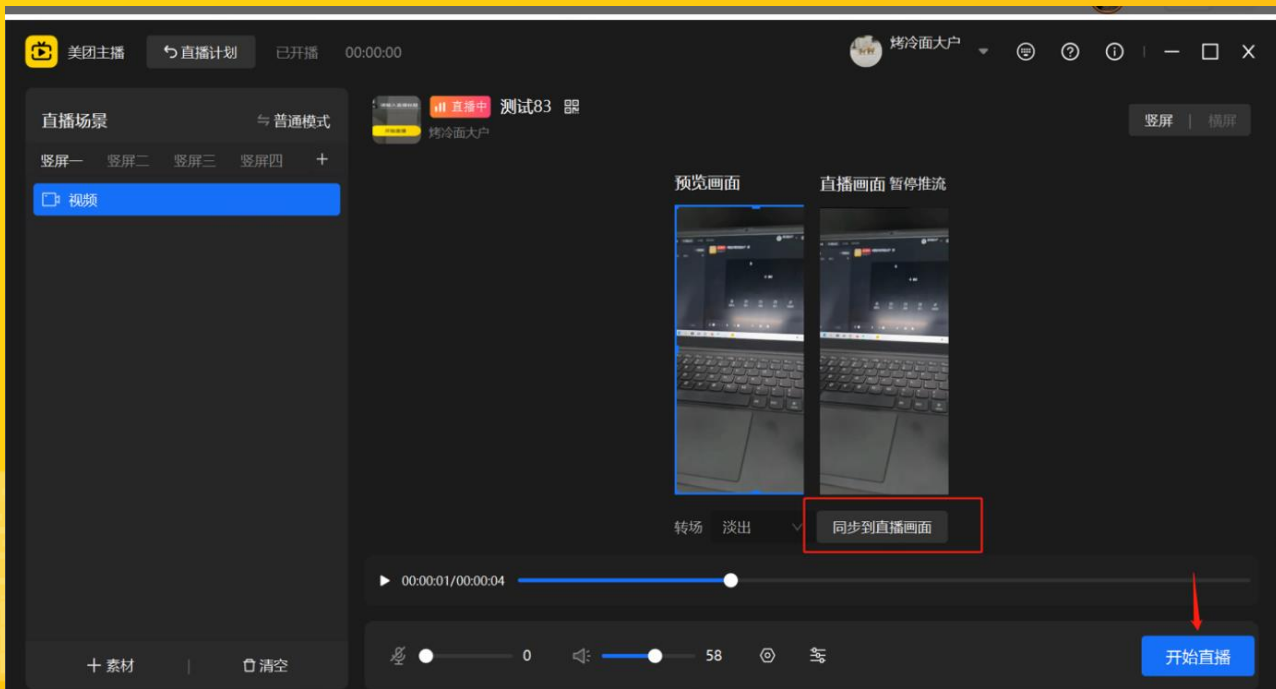 美团主播 直播计划 已开播 00:00:00 烤冷面大户
直播场景 普通模式
竖屏一 竖屏二 竖屏三 竖屏四 +
视频
+ 素材 | 清空
直播中 测试83
烤冷面大户
竖屏 | 横屏
预览画面 直播画面 暂停推流
转场 淡出 同步到直播画面
00:00:01/00:00:04
0 58 开始直播